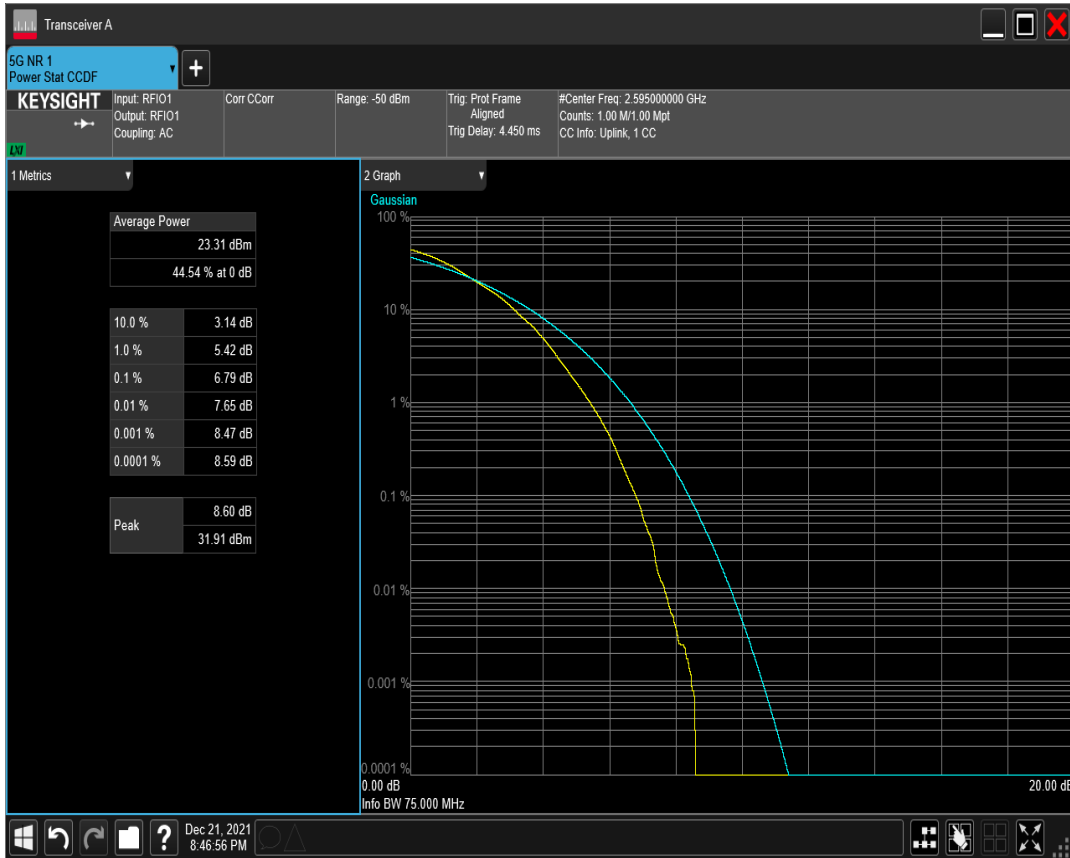 Transceiver A
5G NR 1
Power Stat CCDF
+
KEYSIGHT
LXI
Input: RFIO1
Output: RFIO1
Coupling: AC
Corr CCorr
Range: -50 dBm
Trig: Prot Frame
Aligned
Trig Delay: 4.450 ms
#Center Freq: 2.595000000 GHz
Counts: 1.00 M/1.00 Mpt
CC Info: Uplink, 1 CC
1 Metrics
Average Power
23.31 dBm
44.54 % at 0 dB
10.0 % 3.14 dB
1.0 % 5.42 dB
0.1 % 6.79 dB
0.01 % 7.65 dB
0.001 % 8.47 dB
0.0001 % 8.59 dB
Peak
8.60 dB
31.91 dBm
2 Graph
Gaussian
100 %
10 %
1 %
0.1 %
0.01 %
0.001 %
0.0001 %
0.00 dB 20.00 dB
Info BW 75.000 MHz
?
Dec 21, 2021
8:46:56 PM